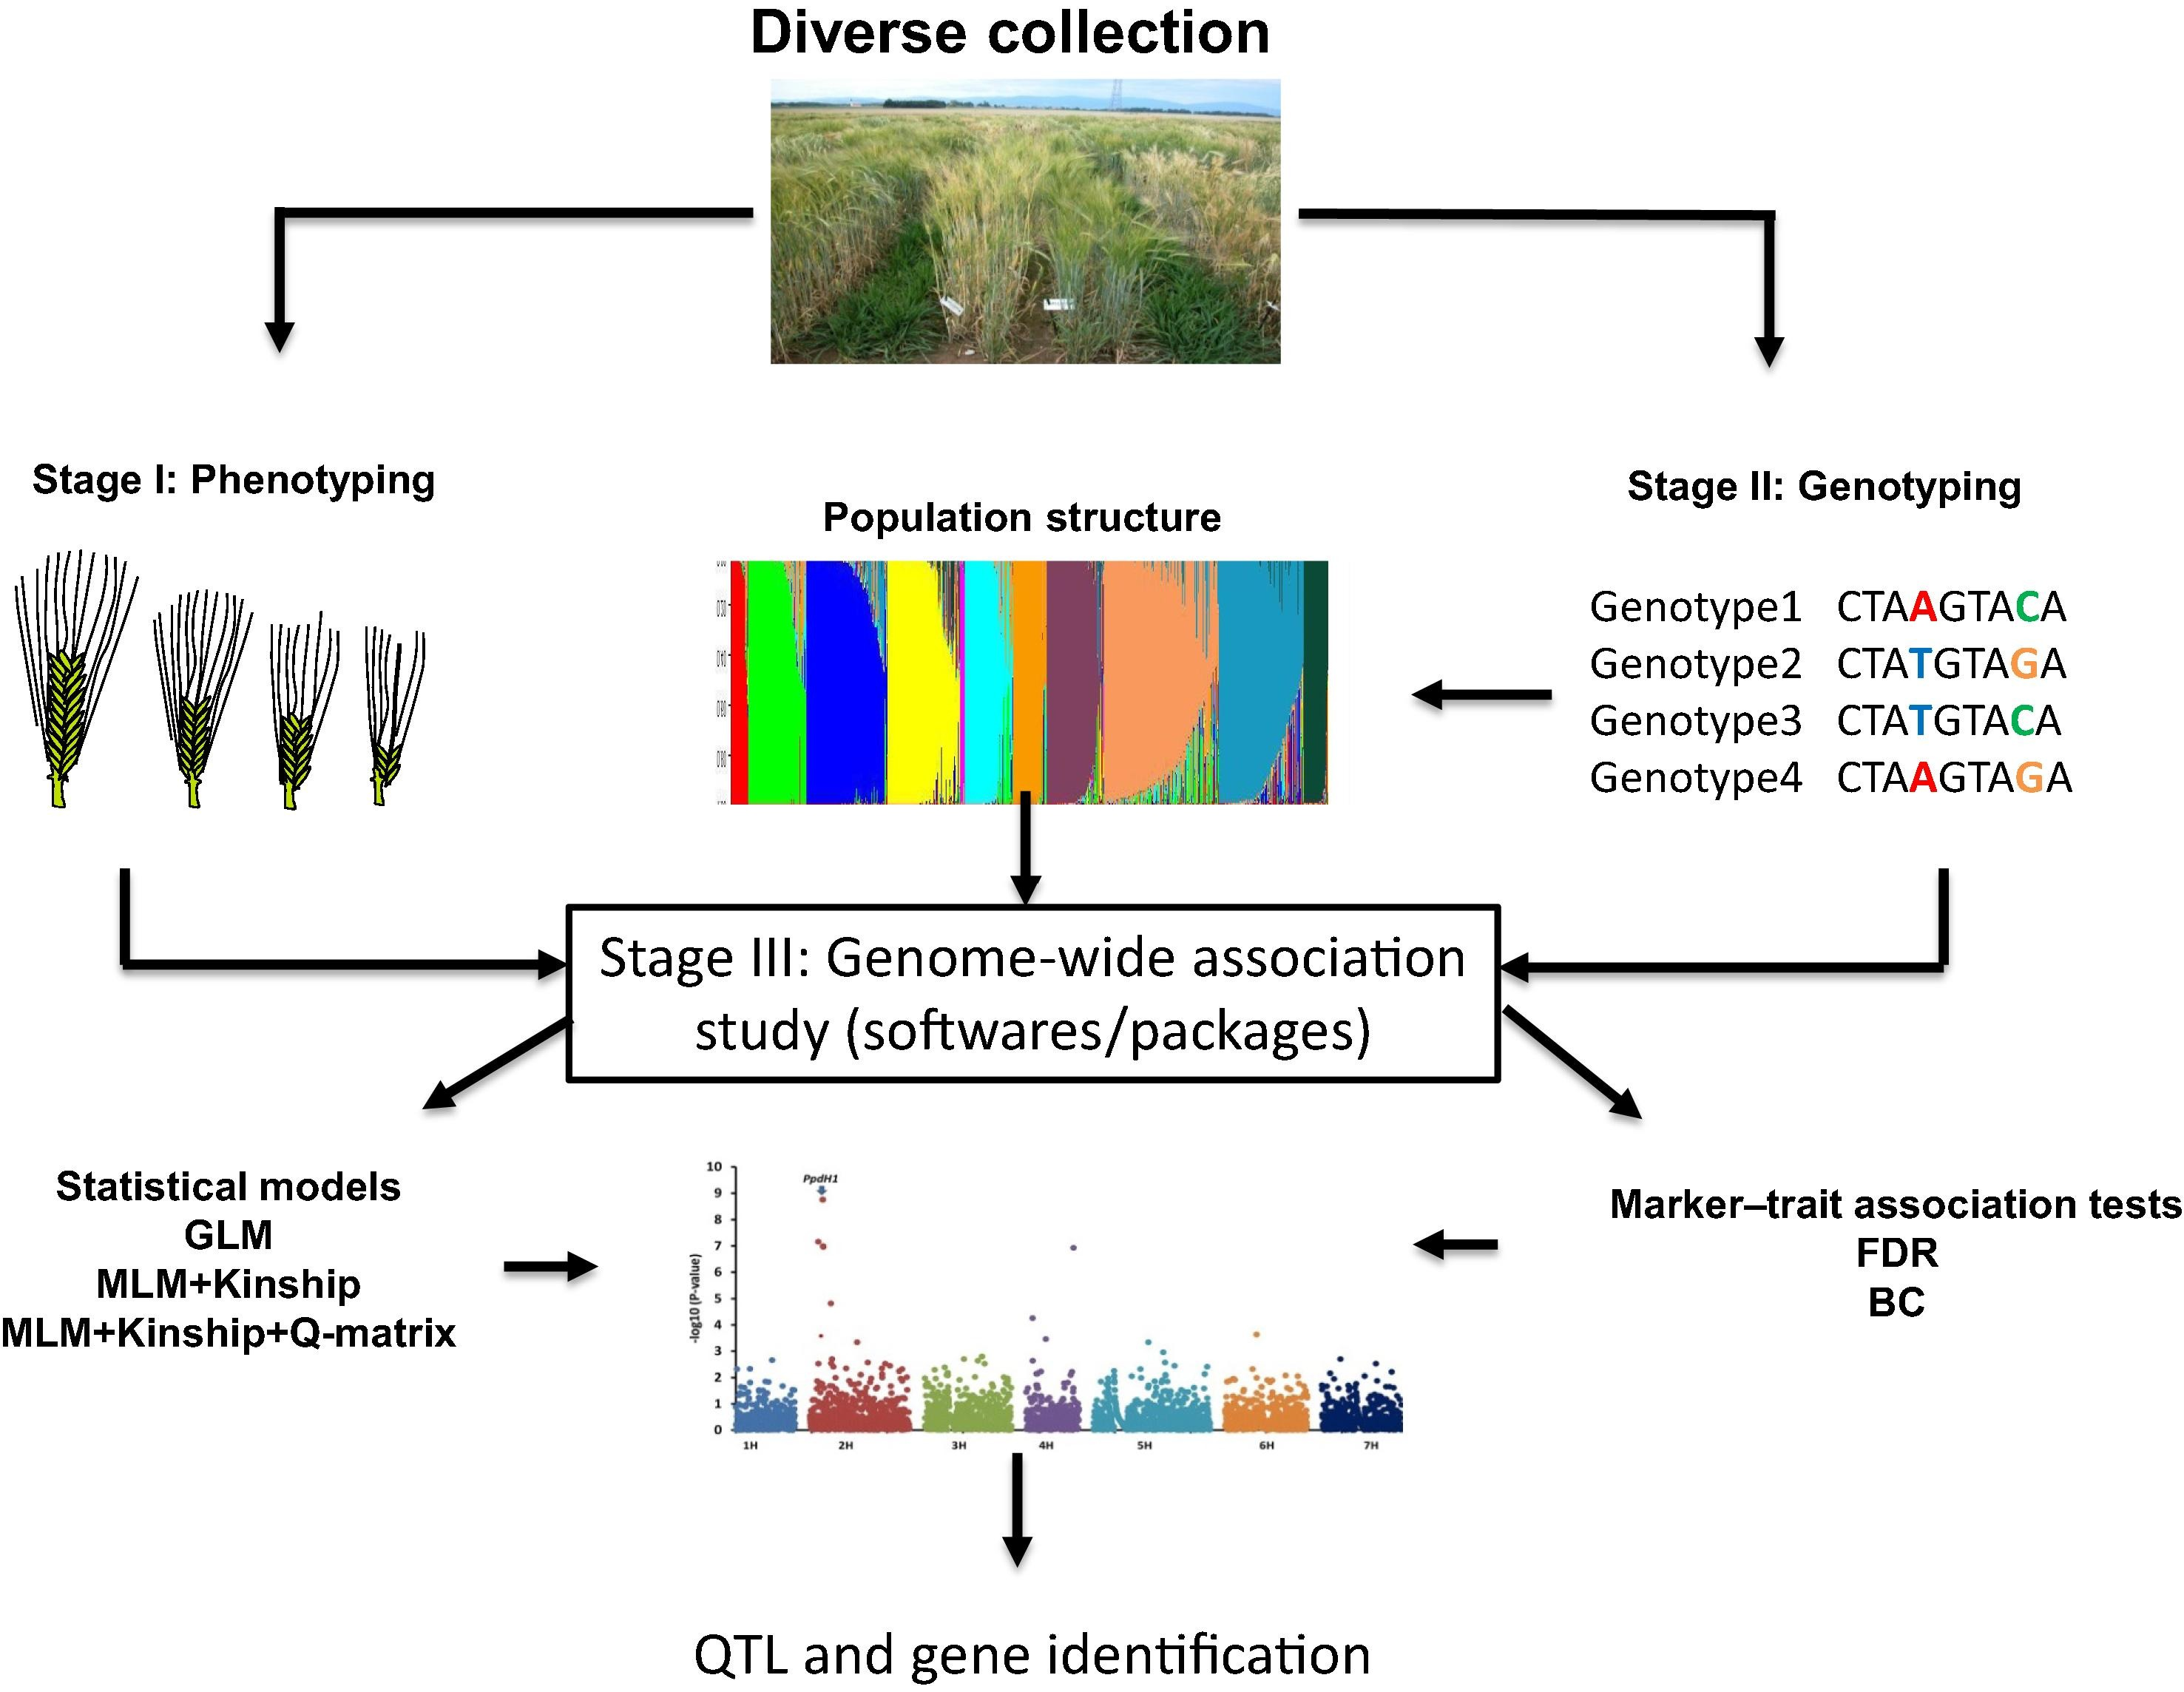 Diverse collection
Stage I: Phenotyping
Stage II: Genotyping
Population structure
Genotype1 CTAAGTACA
Genotype2 CTATGTAGA
Genotype3 CTATGTACA
Genotype4 CTAAGTAGA
Stage III: Genome-wide association
study (softwares/packages)
Statistical models
GLM
MLM+Kinship
MLM+Kinship+Q-matrix
Marker–trait association tests
FDR
BC
PpdH1
-log10 (P-value)
10
9
8
7
6
5
4
3
2
1
0
1H 2H 3H 4H 5H 6H 7H
QTL and gene identification